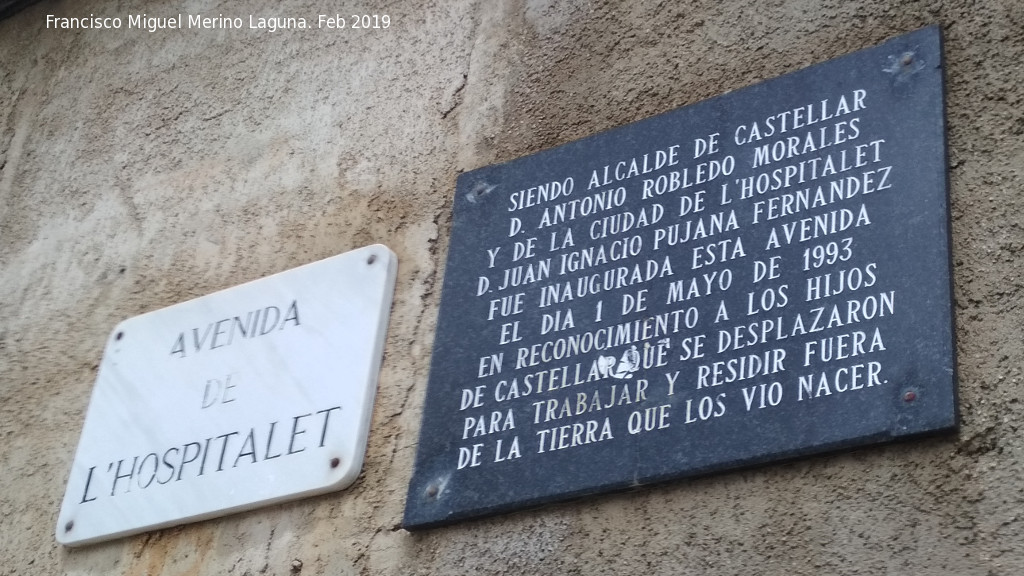 Francisco Miguel Merino Laguna. Feb 2019
AVENIDA
DE
L'HOSPITALET
SIENDO ALCALDE DE CASTELLAR
D. ANTONIO ROBLEDO MORALES
Y DE LA CIUDAD DE L'HOSPITALET
D. JUAN IGNACIO PUJANA FERNANDEZ
FUE INAUGURADA ESTA AVENIDA
EL DIA 1 DE MAYO DE 1993
EN RECONOCIMIENTO A LOS HIJOS
DE CASTELLAR QUE SE DESPLAZARON
PARA TRABAJAR Y RESIDIR FUERA
DE LA TIERRA QUE LOS VIO NACER.